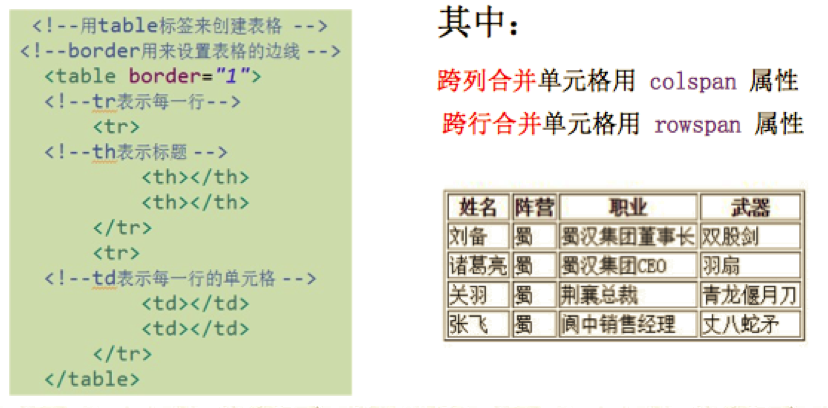 <!--用table标签来创建表格 -->
<!--border用来设置表格的边线-->
<table border="1">
<!--tr表示每一行-->
<tr>
<!--th表示标题 -->
<th></th>
<th></th>
</tr>
<tr>
<!--td表示每一行的单元格 -->
<td></td>
<td></td>
</tr>
</table>
其中：
跨列合并单元格用 colspan 属性
跨行合并单元格用 rowspan 属性
姓名 阵营 职业 武器
刘备 蜀 蜀汉集团董事长 双股剑
诸葛亮 蜀 蜀汉集团CEO 羽扇
关羽 蜀 荆襄总裁 青龙偃月刀
张飞 蜀 阆中销售经理 丈八蛇矛